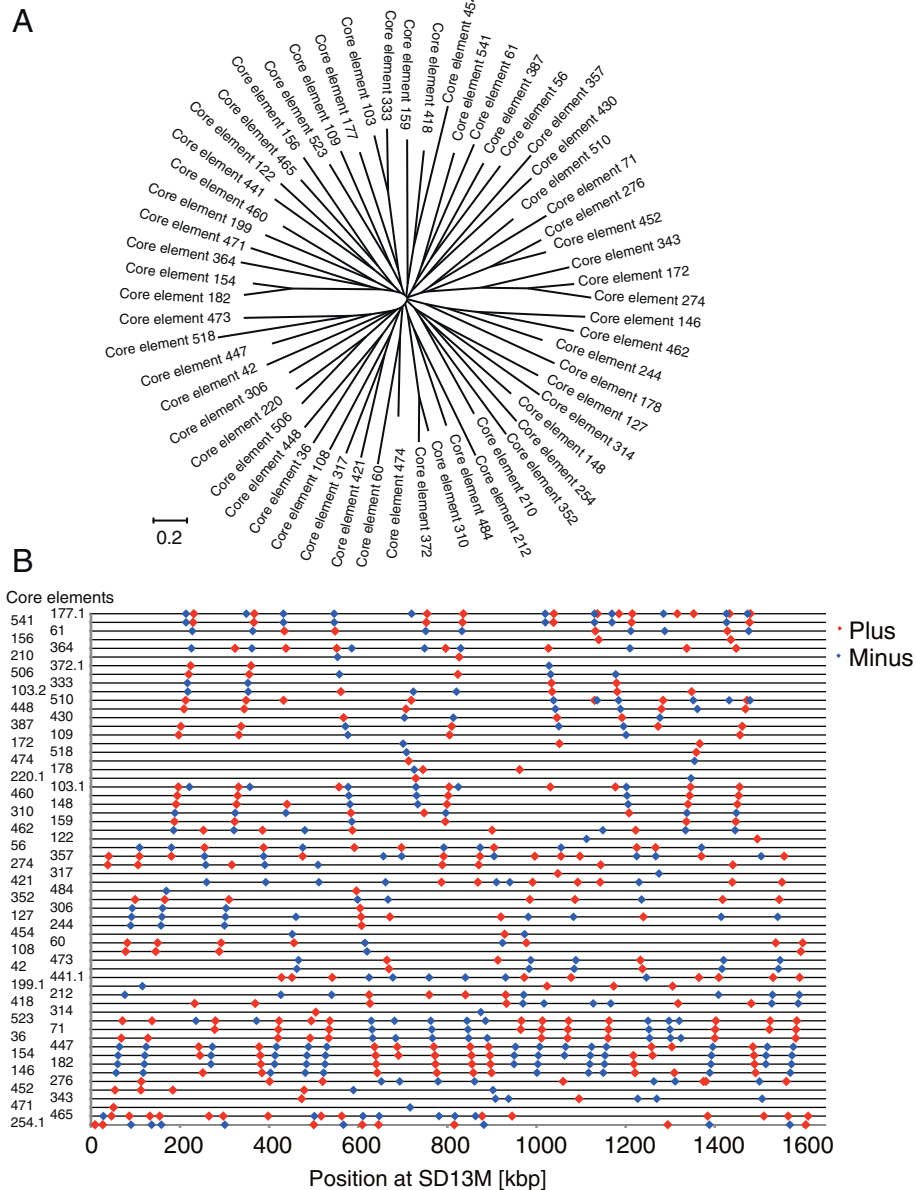 A
Core element 333
Core element 159
Core element 418
Core element 454
Core element 541
Core element 61
Core element 387
Core element 56
Core element 357
Core element 430
Core element 510
Core element 71
Core element 276
Core element 452
Core element 343
Core element 172
Core element 274
Core element 146
Core element 462
Core element 244
Core element 178
Core element 127
Core element 314
Core element 148
Core element 254
Core element 352
Core element 210
Core element 212
Core element 484
Core element 310
Core element 372
Core element 474
Core element 60
Core element 421
Core element 317
Core element 108
Core element 36
Core element 448
Core element 506
Core element 220
Core element 306
Core element 42
Core element 447
Core element 518
Core element 473
Core element 182
Core element 154
Core element 364
Core element 471
Core element 199
Core element 460
Core element 441
Core element 122
Core element 465
Core element 156
Core element 523
Core element 109
Core element 177
Core element 103
0.2
B
Core elements
177.1
541
61
156
364
210
372.1
506
333
103.2
510
448
430
387
109
172
518
474
178
220.1
103.1
460
148
310
159
462
122
56
357
274
317
421
484
352
306
127
244
454
60
108
473
42
441.1
199.1
212
418
314
523
71
36
447
154
182
146
276
452
343
471
465
254.1
Plus
Minus
0 200 400 600 800 1000 1200 1400 1600
Position at SD13M [kbp]